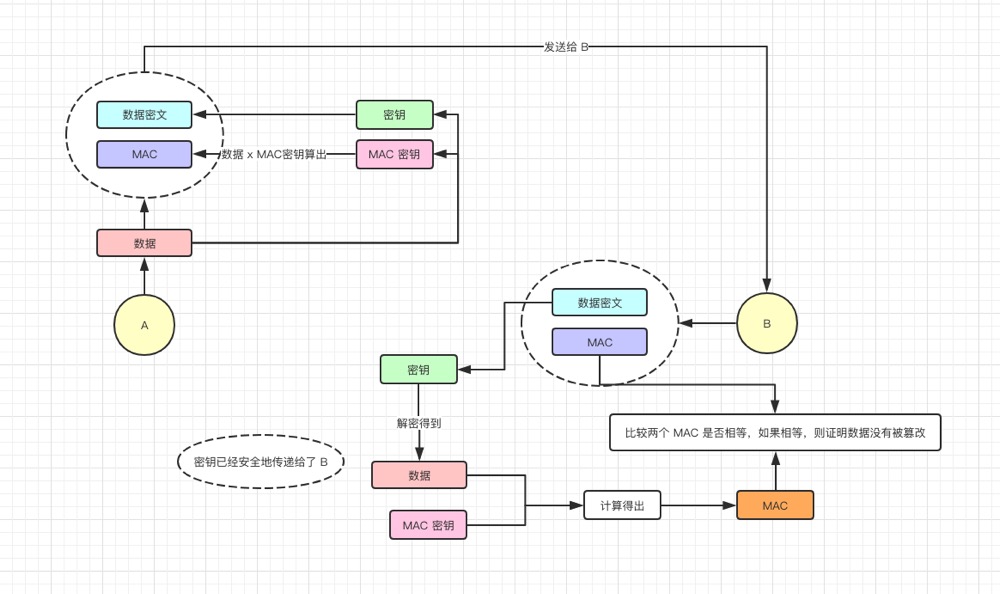 发送给 B
数据密文
密钥
MAC
数据 x MAC密钥算出
MAC 密钥
数据
A
数据密文
B
MAC
密钥
比较两个 MAC 是否相等，如果相等，则证明数据没有被篡改
解密得到
密钥已经安全地传递给了 B
数据
计算得出
MAC
MAC 密钥